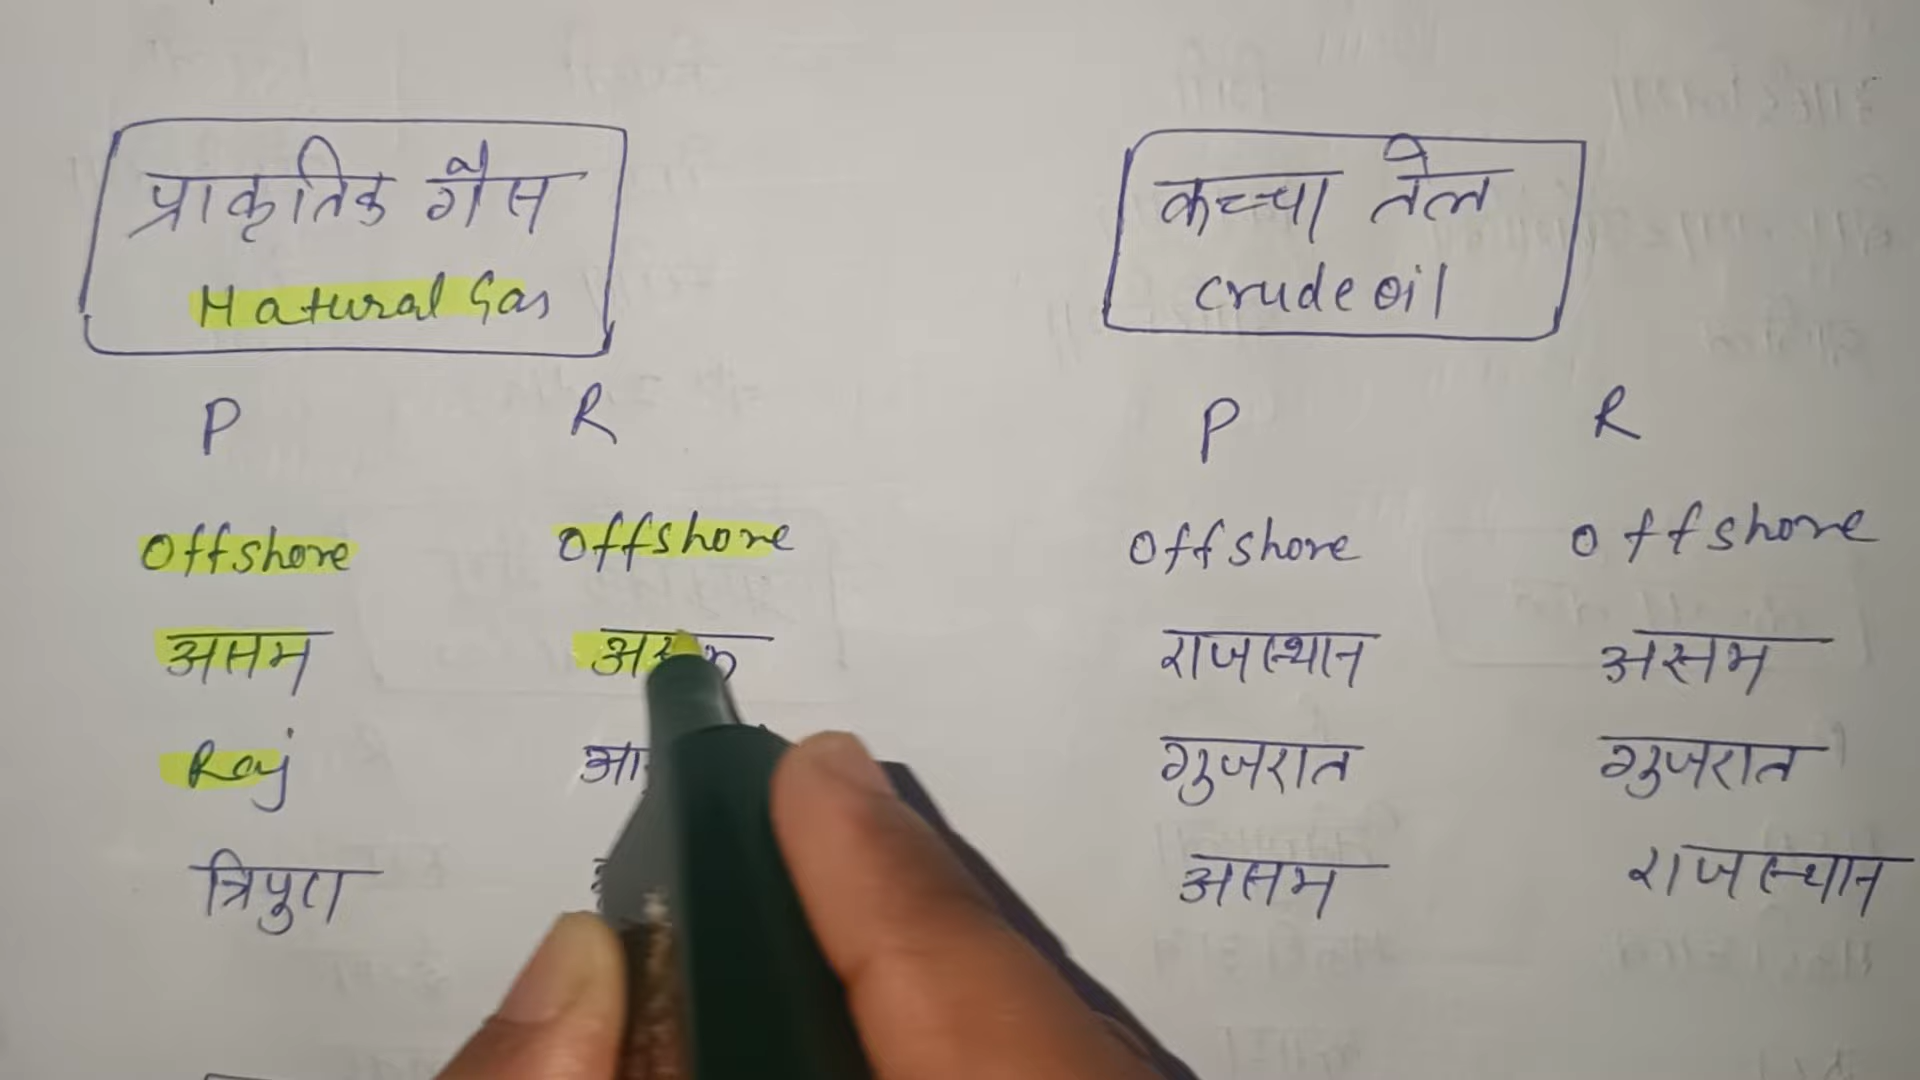 प्राकृतिक गैस
Natural Gas
P R
Offshore Offshore
असम
Raj
त्रिपुरा
कच्चा तेल
crude oil
P R
Offshore Offshore
राजस्थान असम
गुजरात गुजरात
असम राजस्थान